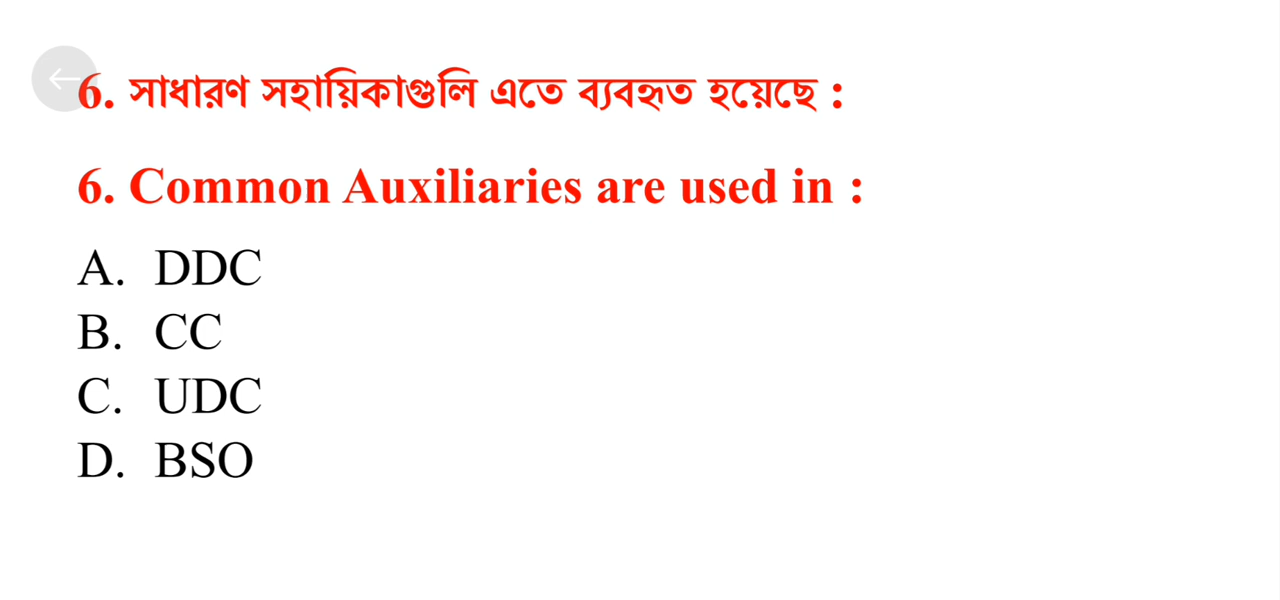 6. সাধারণ সহায়িকাগুলি এতে ব্যবহৃত হয়েছে :
6. Common Auxiliaries are used in :
A. DDC
B. CC
C. UDC
D. BSO